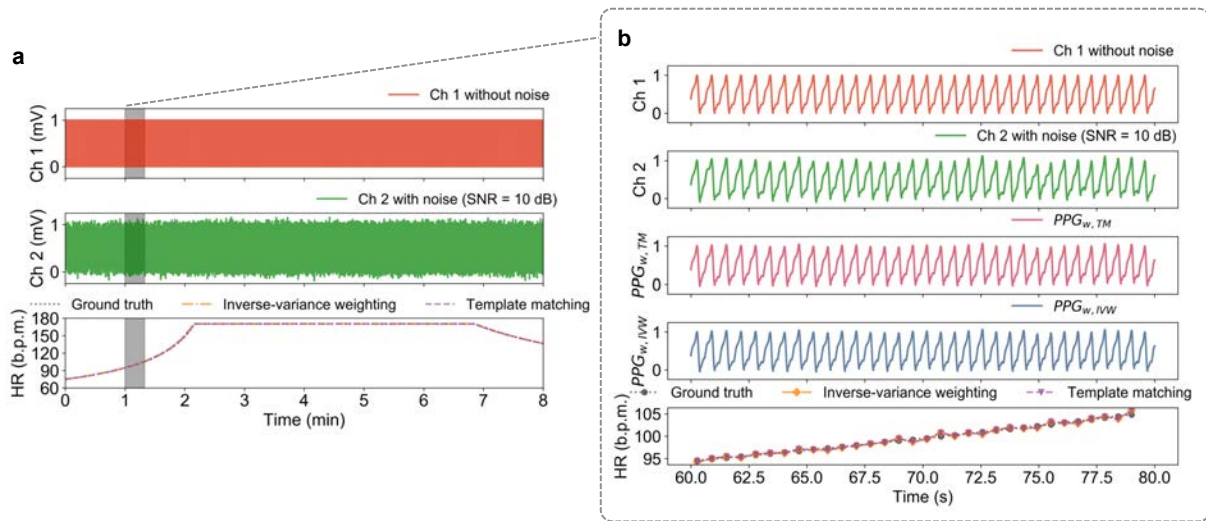 a
Ch 1 without noise
Ch 1 (mV)
1
0
Ch 2 with noise (SNR = 10 dB)
Ch 2 (mV)
1
0
Ground truth Inverse-variance weighting Template matching
HR (b.p.m.)
180
150
120
90
60
0 1 2 3 4 5 6 7 8
Time (min)
b
Ch 1 without noise
Ch 1
1
0
Ch 2 with noise (SNR = 10 dB)
Ch 2
1
0
PPGw, TM
PPGw, TM
1
0
PPGw, IVW
PPGw, IVW
1
0
Ground truth Inverse-variance weighting Template matching
HR (b.p.m.)
105
100
95
60.0 62.5 65.0 67.5 70.0 72.5 75.0 77.5 80.0
Time (s)